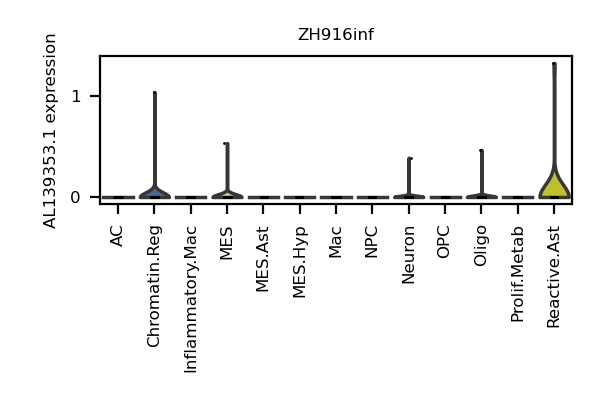 ZH916inf
AL139353.1 expression
1
0
AC
Chromatin.Reg
Inflammatory.Mac
MES
MES.Ast
MES.Hyp
Mac
NPC
Neuron
OPC
Oligo
Prolif.Metab
Reactive.Ast